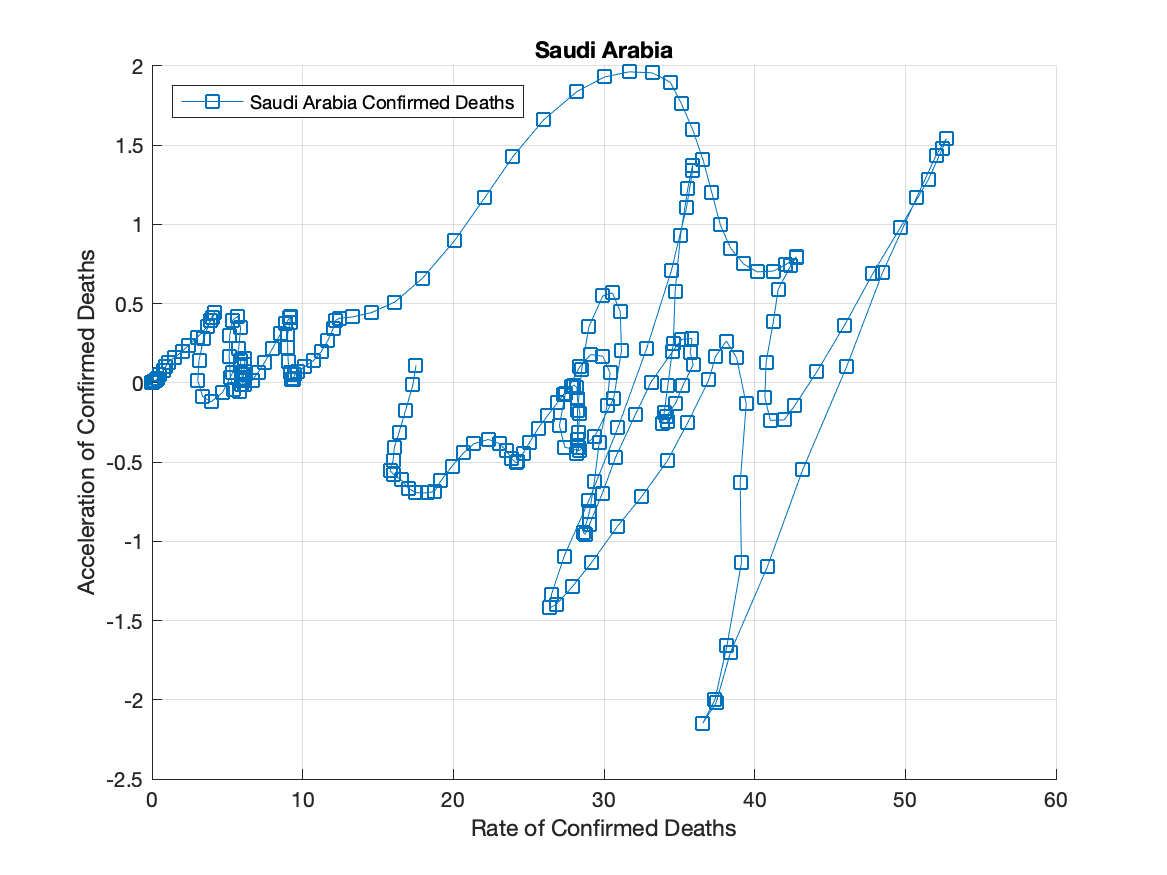 Saudi Arabia
Saudi Arabia Confirmed Deaths
2
1.5
1
0.5
0
-0.5
-1
-1.5
-2
-2.5
Acceleration of Confirmed Deaths
0 10 20 30 40 50 60
Rate of Confirmed Deaths